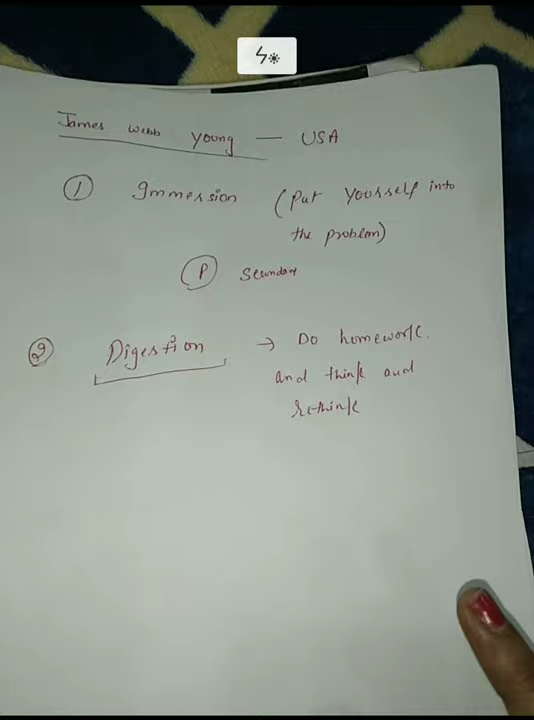 James Webb Young — USA
① Immersion (Put yourself into
the problem)
Ⓟ Secondary
② Digestion → Do homework.
and think and
rethink